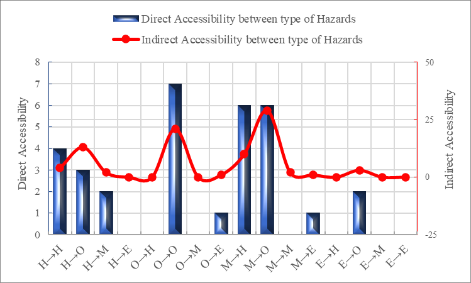 Direct Accessibility between type of Hazards
Indirect Accessibility between type of Hazards
8
7
6
5
4
3
2
1
0
Direct Accessibility
50
25
0
-25
Indirect Accessibility
H→H
H→O
H→M
H→E
O→H
O→O
O→M
O→E
M→H
M→O
M→M
M→E
E→H
E→O
E→M
E→E